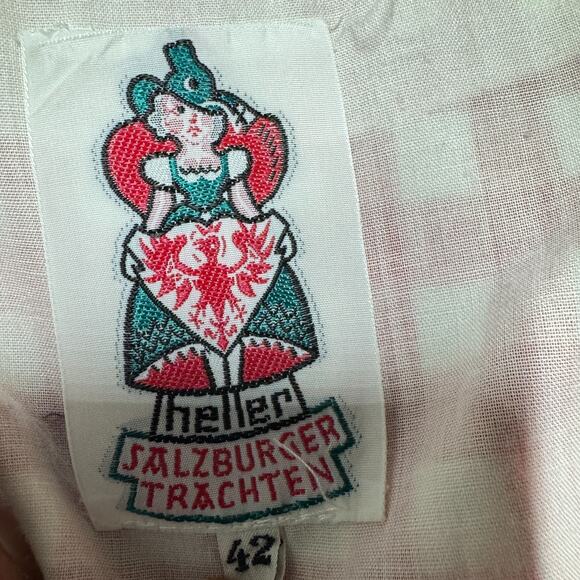 heller
SALZBURGER
TRACHTEN
42